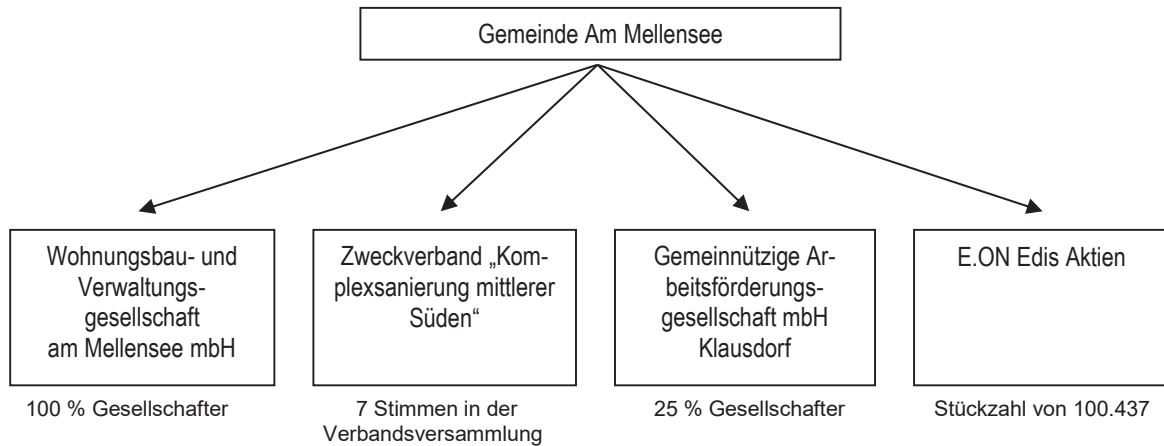 Gemeinde Am Mellensee
Wohnungsbau- und
Verwaltungs-
gesellschaft
am Mellensee mbH
100 % Gesellschafter
Zweckverband „Kom-
plexsanierung mittlerer
Süden“
7 Stimmen in der
Verbandsversammlung
Gemeinnützige Ar-
beitsförderungs-
gesellschaft mbH
Klausdorf
25 % Gesellschafter
E.ON Edis Aktien
Stückzahl von 100.437